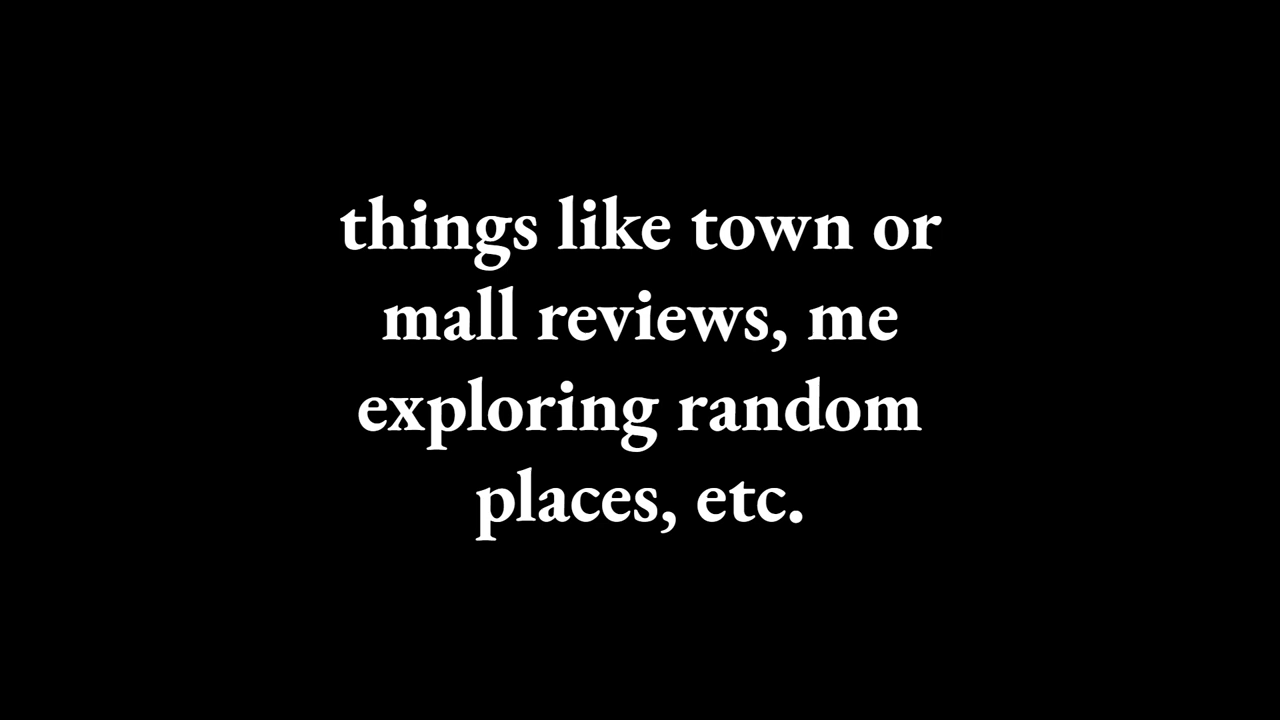 things like town or
mall reviews, me
exploring random
places, etc.